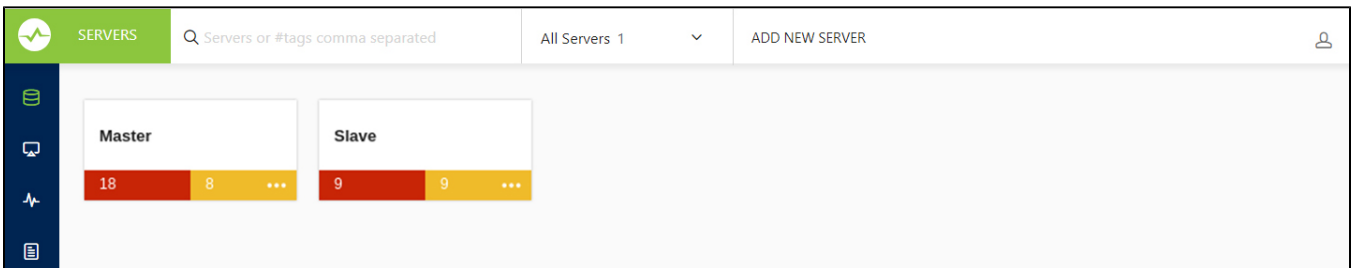 SERVERS
Servers or #tags comma separated
All Servers 1
ADD NEW SERVER
Master
Slave
18 8
9 9